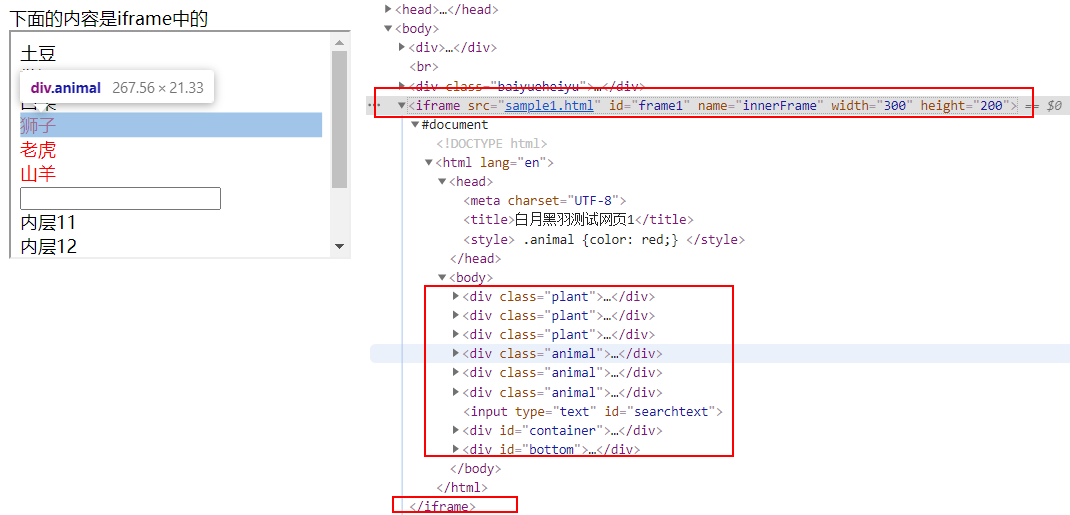 下面的内容是iframe中的
土豆
div.animal 267.56 × 21.33
狮子
老虎
山羊
内层11
内层12
<head>…</head>
<body>
<div>…</div>
<br>
<div class="baiyueheiyu">…</div>
··· <iframe src="sample1.html" id="frame1" name="innerFrame" width="300" height="200"> == $0
#document
<!DOCTYPE html>
<html lang="en">
<head>
<meta charset="UTF-8">
<title>白月黑羽测试网页1</title>
<style> .animal {color: red;} </style>
</head>
<body>
<div class="plant">…</div>
<div class="plant">…</div>
<div class="plant">…</div>
<div class="animal">…</div>
<div class="animal">…</div>
<div class="animal">…</div>
<input type="text" id="searchtext">
<div id="container">…</div>
<div id="bottom">…</div>
</body>
</html>
</iframe>